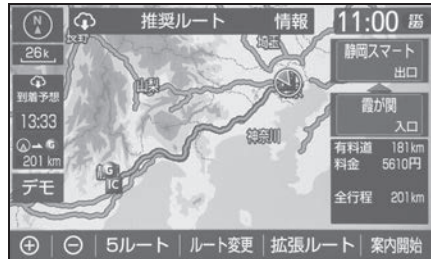 N
推奨ルート
情報
11:00
26k
反町
埼玉
静岡スマート
出口
到着予想
13:33
201 km
山梨
霞が関
入口
神奈川
有料道 181km
料金 5610円
全行程 201km
G
IC
デモ
5ルート
ルート変更
拡張ルート
案内開始